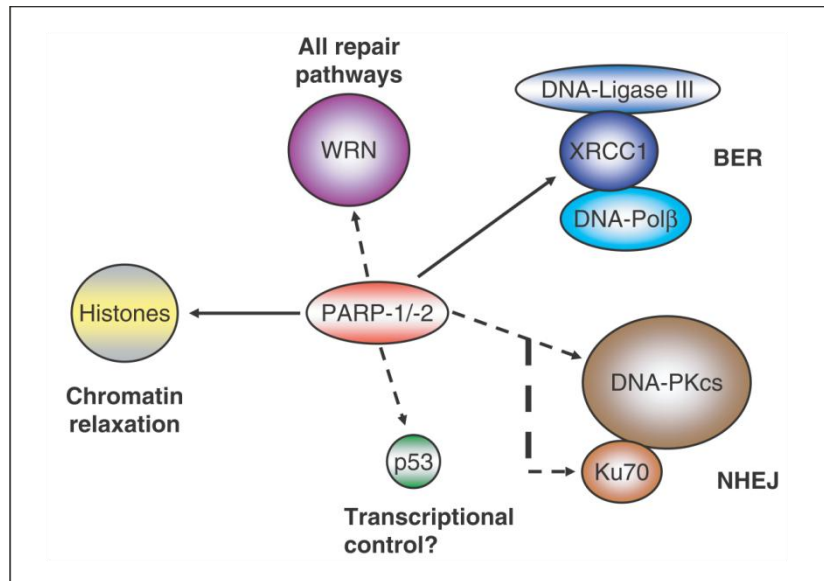 All repair
pathways
WRN
DNA-Ligase III
XRCC1
BER
DNA-Polβ
Histones
PARP-1/-2
Chromatin
relaxation
DNA-PKcs
p53
Ku70
NHEJ
Transcriptional
control?